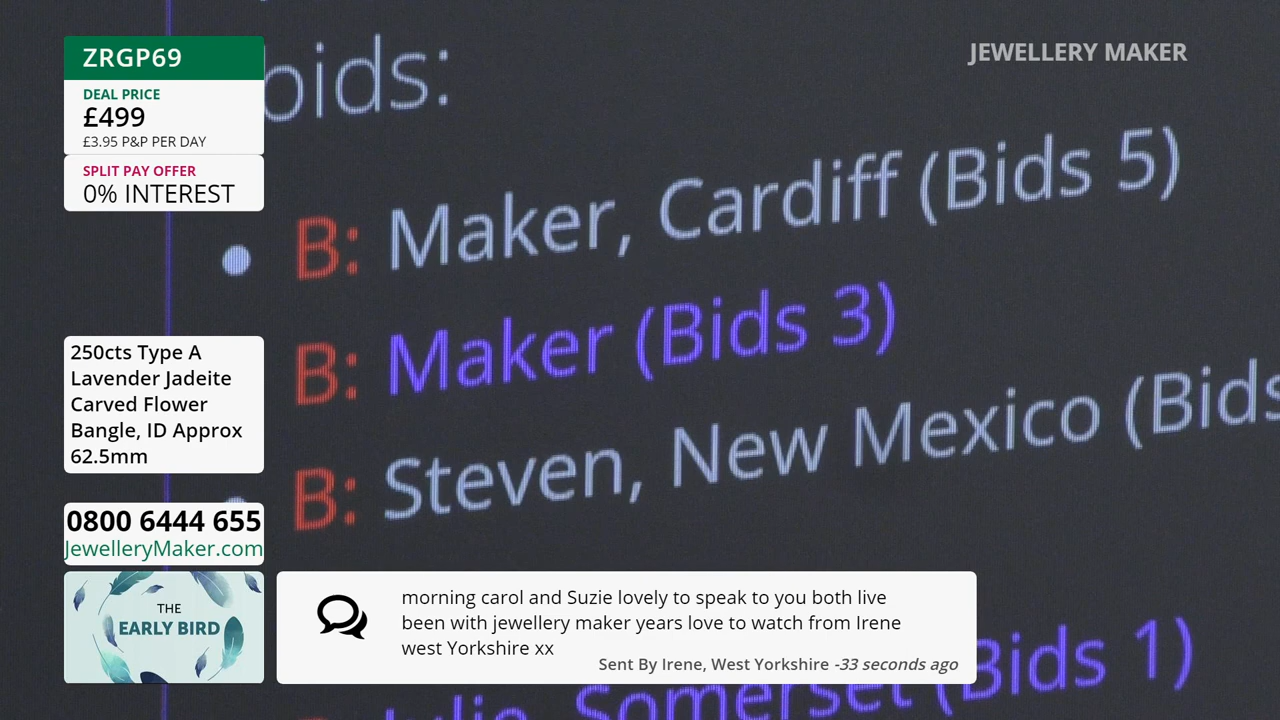 ZRGP69
DEAL PRICE
£499
£3.95 P&P PER DAY
SPLIT PAY OFFER
0% INTEREST
JEWELLERY MAKER
bids:
B: Maker, Cardiff (Bids 5)
B: Maker (Bids 3)
B: Steven, New Mexico (Bids
250cts Type A
Lavender Jadeite
Carved Flower
Bangle, ID Approx
62.5mm
0800 6444 655
JewelleryMaker.com
THE
EARLY BIRD
morning carol and Suzie lovely to speak to you both live
been with jewellery maker years love to watch from Irene
west Yorkshire xx
Sent By Irene, West Yorkshire -33 seconds ago
Julie, Somerset (Bids 1)